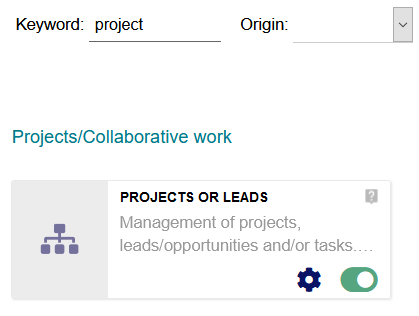 Keyword: project Origin:
Projects/Collaborative work
PROJECTS OR LEADS
Management of projects,
leads/opportunities and/or tasks....